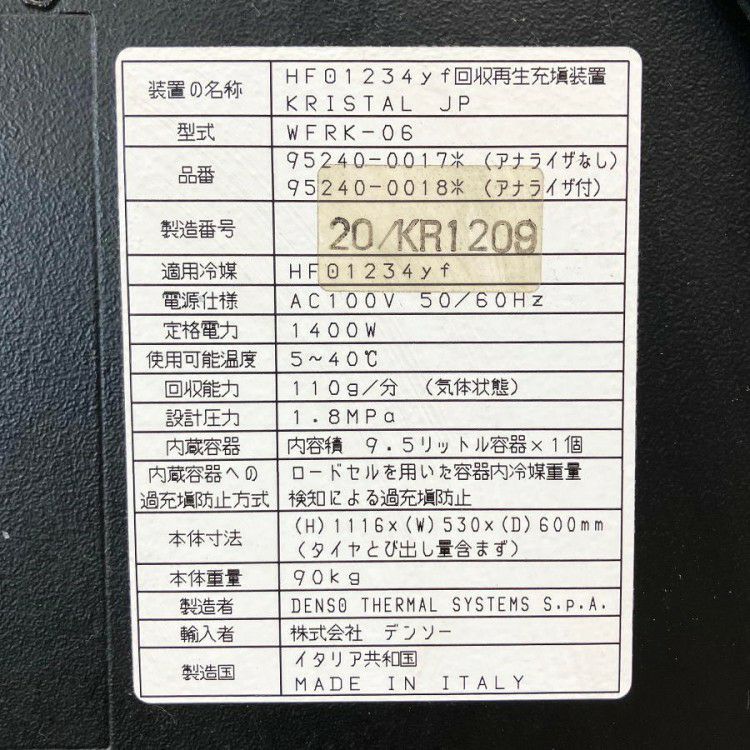 装置の名称 HFO1234yf回収再生充塡装置
KRISTAL JP
型式 WFRK-06
品番 95240-0017※ (アナライザなし)
95240-0018※ (アナライザ付)
製造番号 20/KR1209
適用冷媒 HFO1234yf
電源仕様 AC100V 50/60Hz
定格電力 1400W
使用可能温度 5~40℃
回収能力 110g/分 (気体状態)
設計圧力 1.8MPa
内蔵容器 内容積 9.5リットル容器×1個
内蔵容器への ロードセルを用いた容器内冷媒重量
過充塡防止方式 検知による過充塡防止
本体寸法 (H)1116×(W)530×(D)600mm
(タイヤとび出し量含まず)
本体重量 90kg
製造者 DENSO THERMAL SYSTEMS S.p.A.
輸入者 株式会社 デンソー
製造国 イタリア共和国
MADE IN ITALY